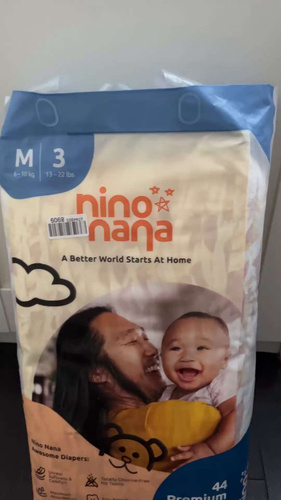 M 3
6-10 kg 13 - 22 lbs
nino
nana
6068
A Better World Starts At Home
Nino Nana
Awesome Diapers:
44
Premium